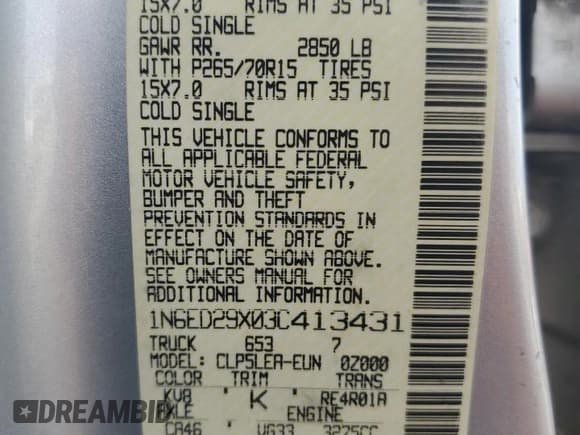 15X7.0 RIMS AT 35 PSI
COLD SINGLE
GAWR RR. 2850 LB
WITH P265/70R15 TIRES
15X7.0 RIMS AT 35 PSI
COLD SINGLE
THIS VEHICLE CONFORMS TO
ALL APPLICABLE FEDERAL
MOTOR VEHICLE SAFETY,
BUMPER AND THEFT
PREVENTION STANDARDS IN
EFFECT ON THE DATE OF
MANUFACTURE SHOWN ABOVE.
SEE OWNERS MANUAL FOR
ADDITIONAL INFORMATION.
1N6ED29X03C413431
TRUCK 653 7
MODEL: CLP5LEA-EUN 0Z000
COLOR TRIM TRANS
KV8 K RE4R01A
AXLE ENGINE
CA46 VG33 3275CC
DREAMBID